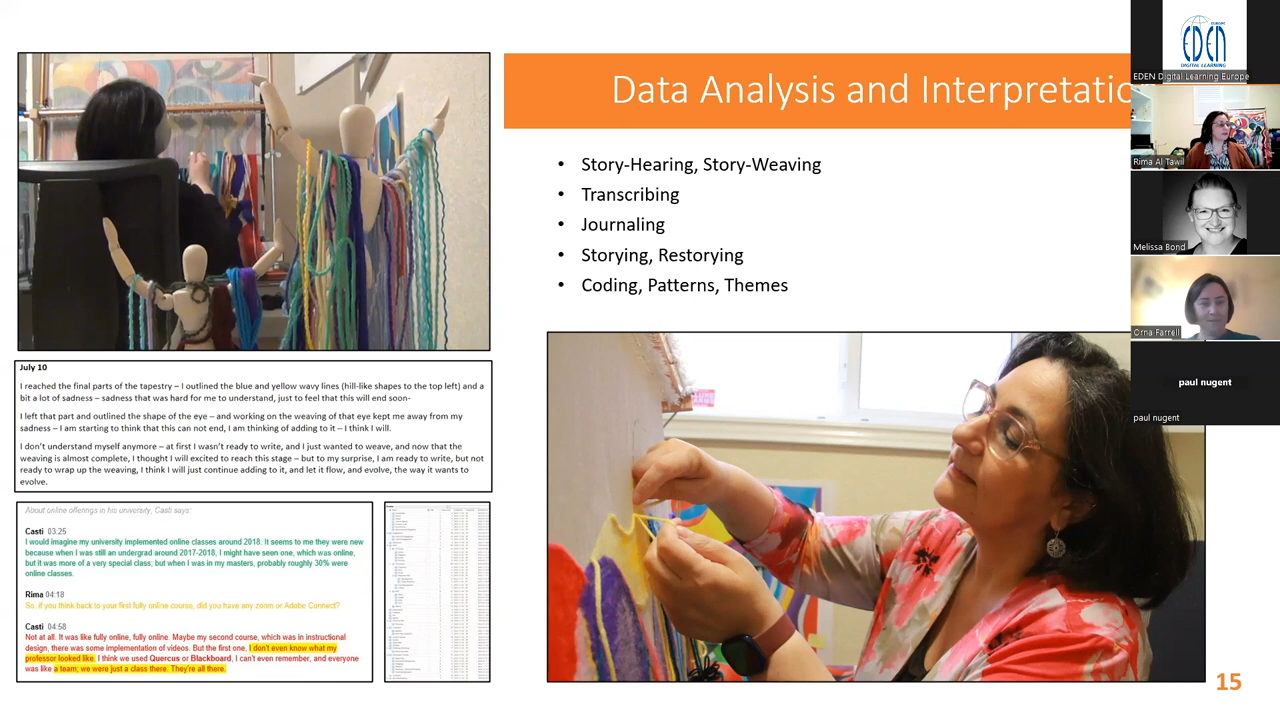 Data Analysis and Interpretatio
• Story-Hearing, Story-Weaving
• Transcribing
• Journaling
• Storying, Restorying
• Coding, Patterns, Themes
July 10
I reached the final parts of the tapestry – I outlined the blue and yellow wavy lines (hill-like shapes to the top left) and a
bit a lot of sadness – sadness that was hard for me to understand, just to feel that this will end soon-
I left that part and outlined the shape of the eye – and working on the weaving of that eye kept me away from my
sadness – I am starting to think that this can not end, I am thinking of adding to it – I think I will.
I don't understand myself anymore – at first I wasn't ready to write, and I just wanted to weave, and now that the
weaving is almost complete, I thought I will excited to reach this stage – but to my surprise, I am ready to write, but not
ready to wrap up the weaving, I think I will just continue adding to it, and let it flow, and evolve, the way it wants to
evolve.
About online offerings in his university, Casti says:
Casti 03:25
I would imagine my university implemented online classes around 2018. It seems to me they were new
because when I was still an undergrad around 2017-2018, I might have seen one, which was online,
but it was more of a very special class; but when I was in my masters, probably roughly 30% were
online classes.
Rima 04:18
So, if you think back to your first fully online course, did you have any zoom or Adobe Connect?
Casti 04:58
Not at all. It was like fully online, fully online. Maybe my second course, which was in instructional
design, there was some implementation of videos. But the first one, I don't even know what my
professor looked like. I think we used Quercus or Blackboard, I can't even remember, and everyone
was like a team; we were just a class there. They're all there.
15
EUROPE
EDEN
DIGITAL LEARNING
EDEN Digital Learning Europe
Rima Al Tawil
Melissa Bond
Orna Farrell
paul nugent
paul nugent